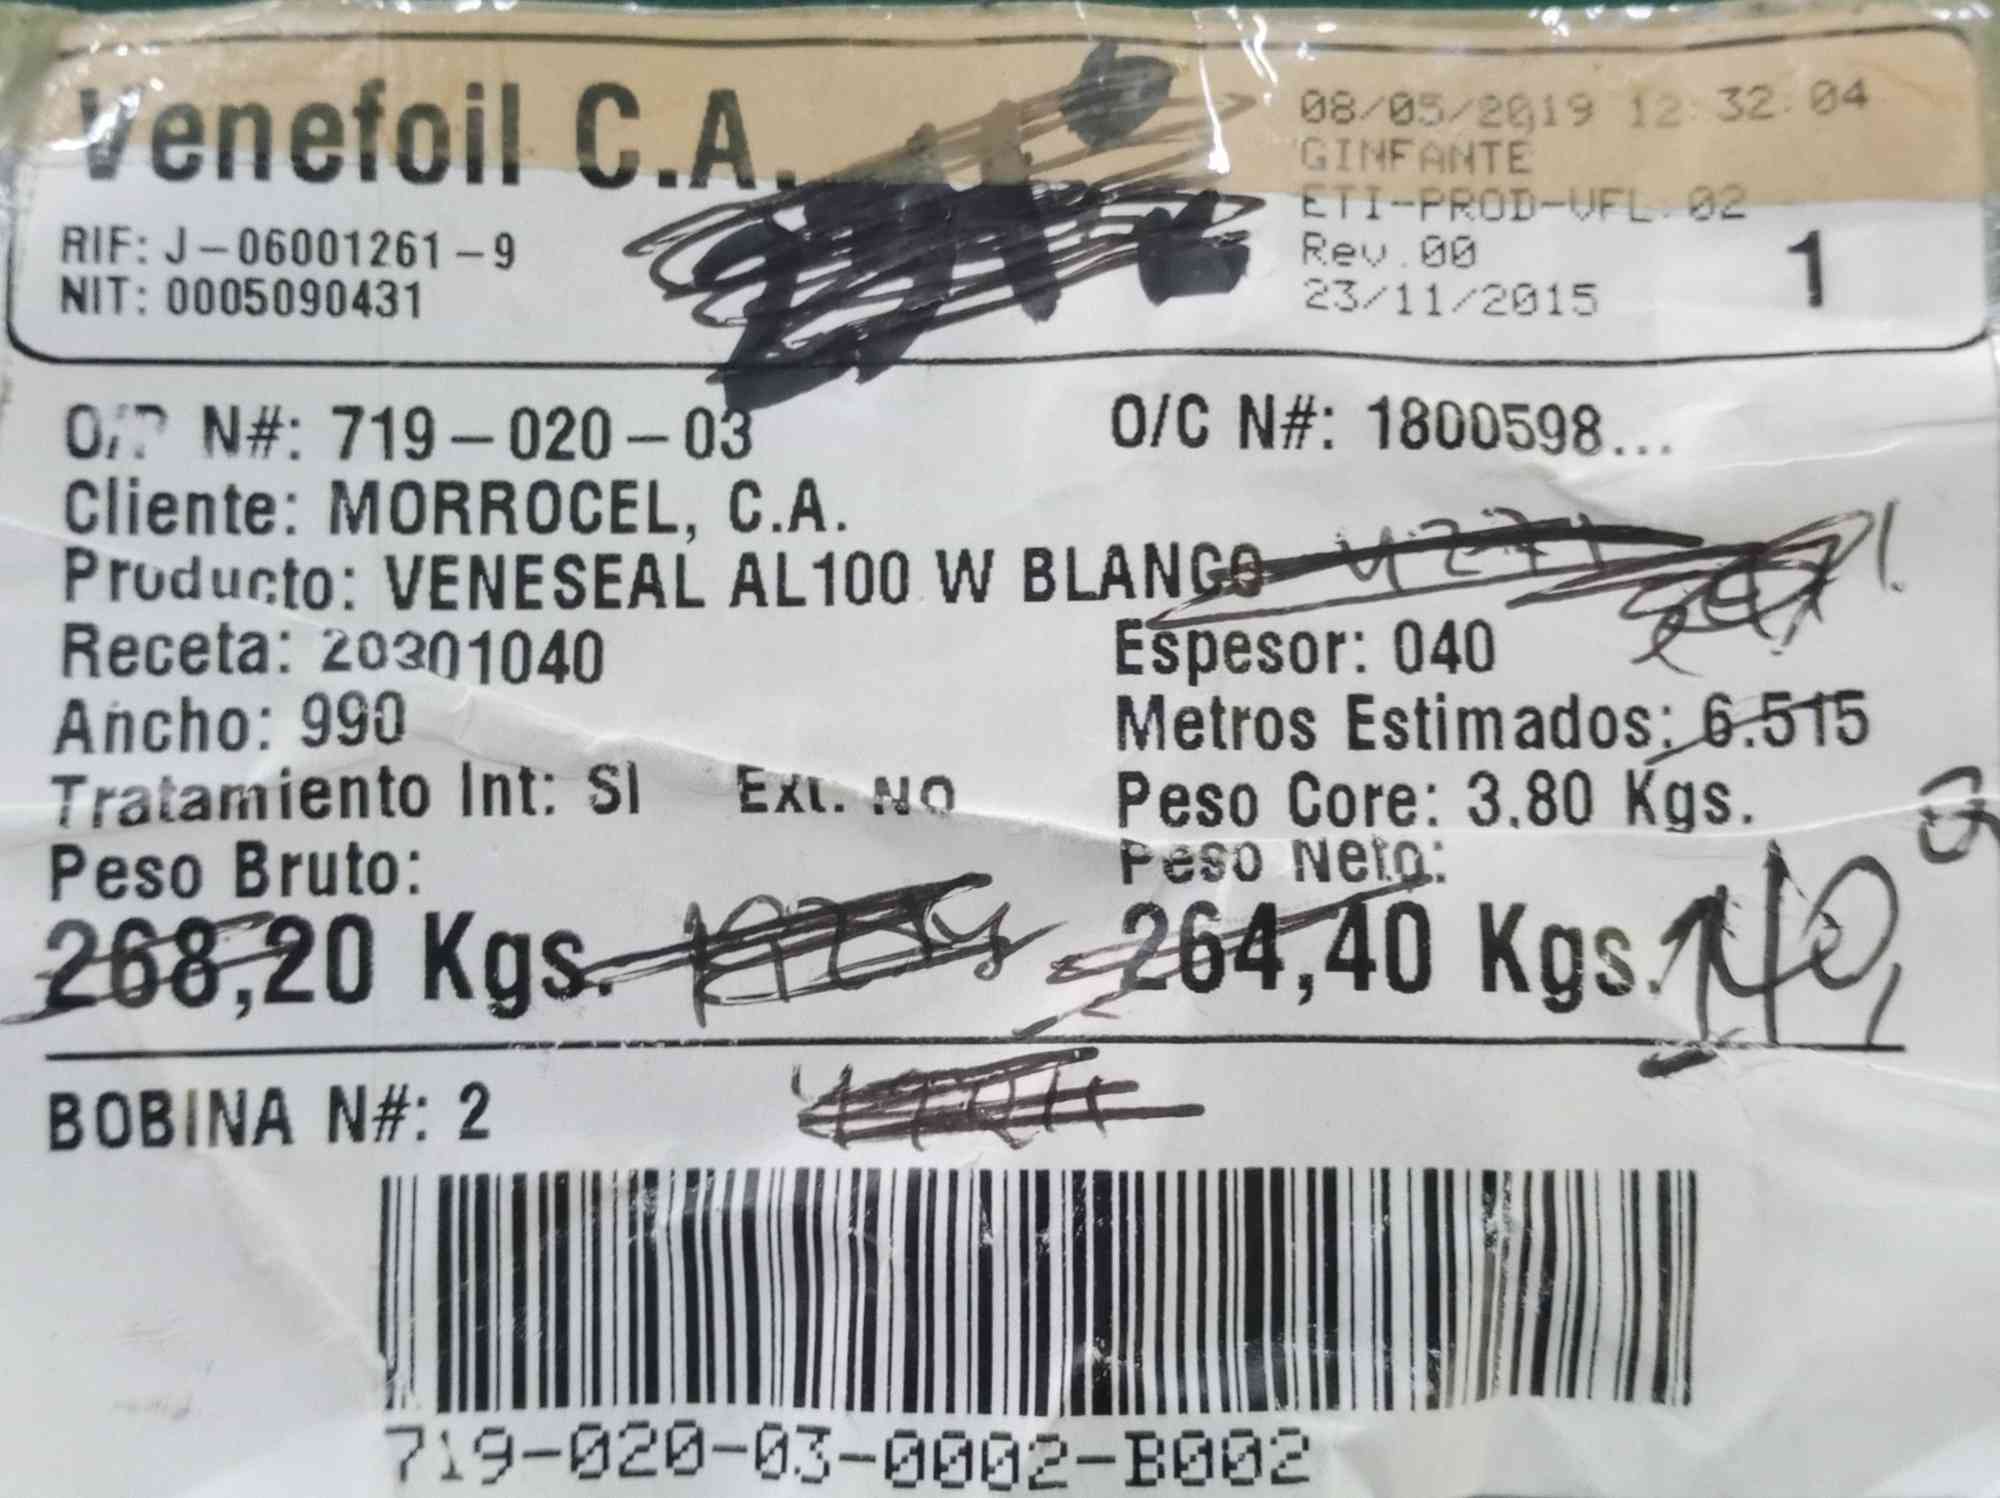 Venefoil C.A.
RIF: J-06001261-9
NIT: 0005090431
08/05/2019 12:32:04
GINFANTE
ETI-PROD-VFL.02
Rev.00
23/11/2015
1
O/P N#: 719-020-03
O/C N#: 1800598...
Cliente: MORROCEL, C.A.
Producto: VENESEAL AL100 W BLANCO
Receta: 20301040
Espesor: 040
Ancho: 990
Metros Estimados: 6.515
Tratamiento Int: SI Ext. NO
Peso Core: 3.80 Kgs.
Peso Bruto:
Peso Neto:
268,20 Kgs.
264,40 Kgs.
BOBINA N#: 2
719-020-03-0002-B002